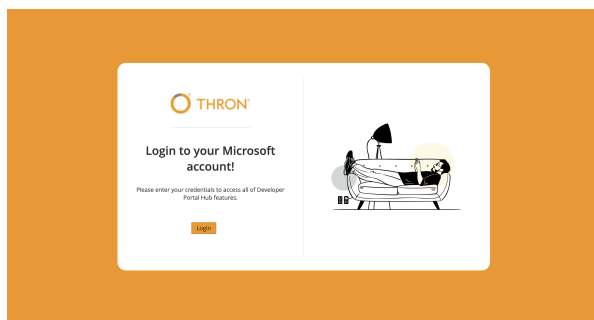 THRON
Login to your Microsoft
account!
Please enter your credentials to access all of Developer
Portal Hub features.
Login